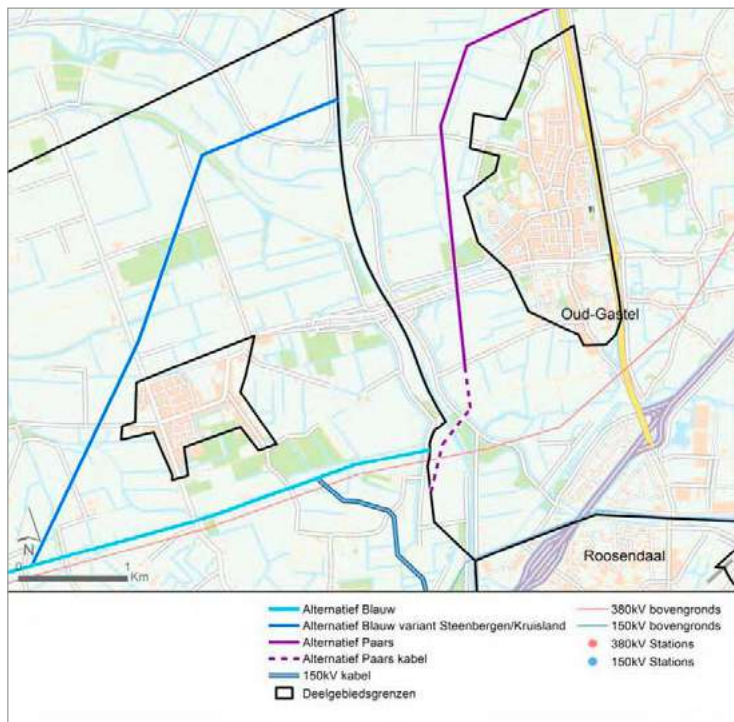 Oud-Gastel
Roosendaal
N
0 1
Km
Alternatief Blauw
Alternatief Blauw variant Steenbergen/Kruisland
Alternatief Paars
Alternatief Paars kabel
150kV kabel
Deelgebiedsgrenzen
380kV bovengronds
150kV bovengronds
380kV Stations
150kV Stations